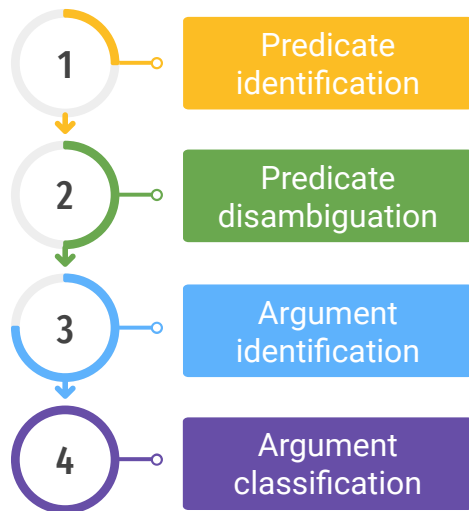 1
Predicate
identification
2
Predicate
disambiguation
3
Argument
identification
4
Argument
classification